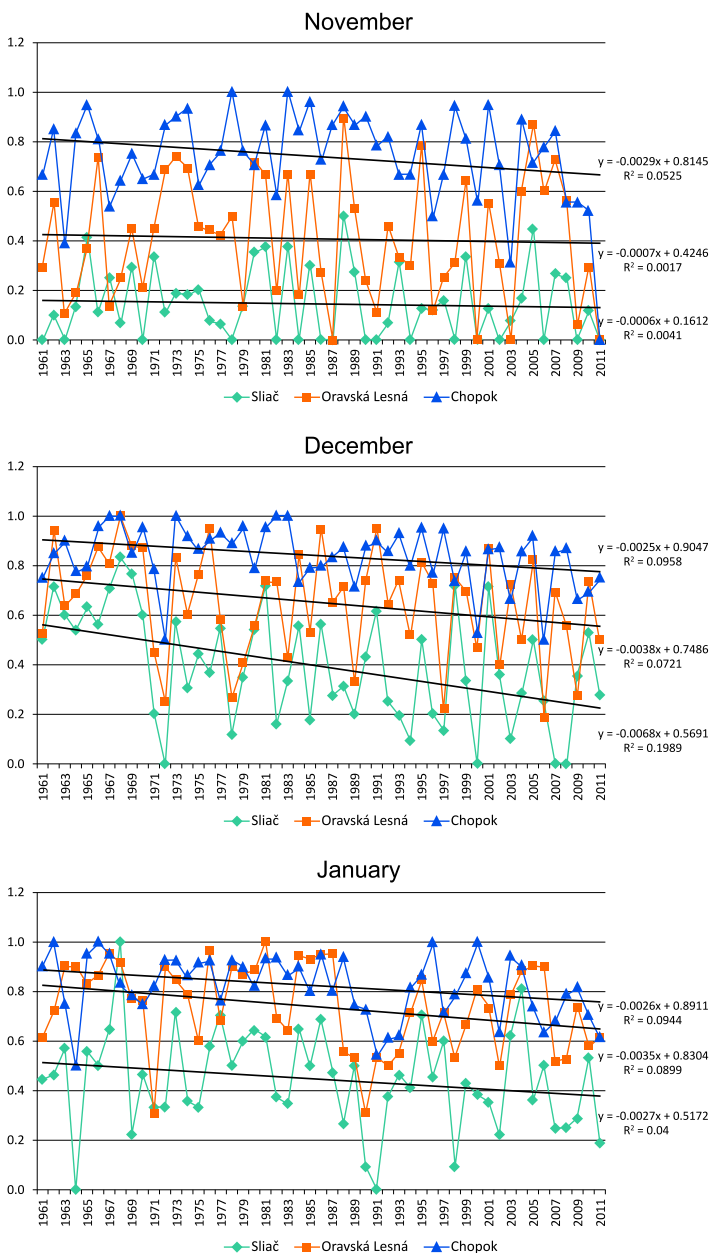 November
1.2
1.0
0.8
0.6
0.4
0.2
0.0
y = -0.0029x + 0.8145
R² = 0.0525
y = -0.0007x + 0.4246
R² = 0.0017
y = -0.0006x + 0.1612
R² = 0.0041
1961 1963 1965 1967 1969 1971 1973 1975 1977 1979 1981 1983 1985 1987 1989 1991 1993 1995 1997 1999 2001 2003 2005 2007 2009 2011
Sliač Oravská Lesná Chopok
December
1.2
1.0
0.8
0.6
0.4
0.2
0.0
y = -0.0025x + 0.9047
R² = 0.0958
y = -0.0038x + 0.7486
R² = 0.0721
y = -0.0068x + 0.5691
R² = 0.1989
1961 1963 1965 1967 1969 1971 1973 1975 1977 1979 1981 1983 1985 1987 1989 1991 1993 1995 1997 1999 2001 2003 2005 2007 2009 2011
Sliač Oravská Lesná Chopok
January
1.2
1.0
0.8
0.6
0.4
0.2
0.0
y = -0.0026x + 0.8911
R² = 0.0944
y = -0.0035x + 0.8304
R² = 0.0899
y = -0.0027x + 0.5172
R² = 0.04
1961 1963 1965 1967 1969 1971 1973 1975 1977 1979 1981 1983 1985 1987 1989 1991 1993 1995 1997 1999 2001 2003 2005 2007 2009 2011
Sliač Oravská Lesná Chopok